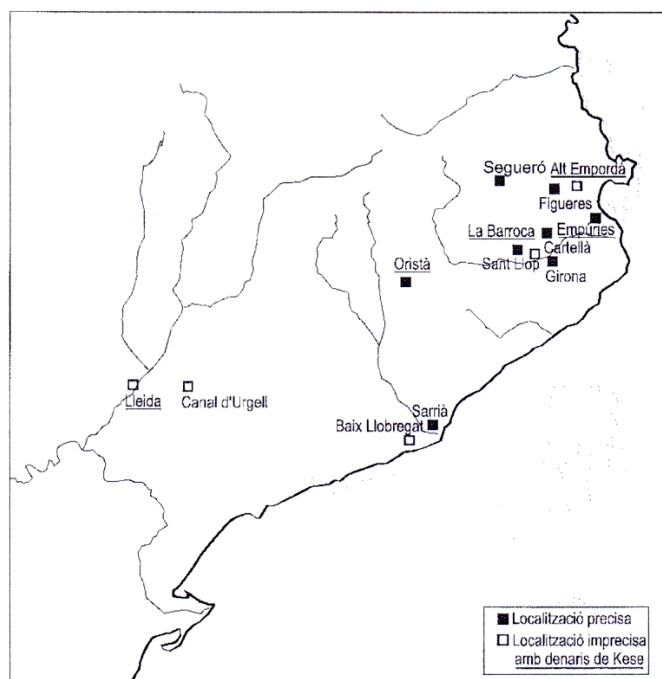 Segueró
Alt Empordà
Figueres
La Barroca
Empúries
Cartellà
Sant Llop
Girona
Oristà
Lleida
Canal d'Urgell
Sarrià
Baix Llobregat
Localització precisa
Localització imprecisa
amb denaris de Kese